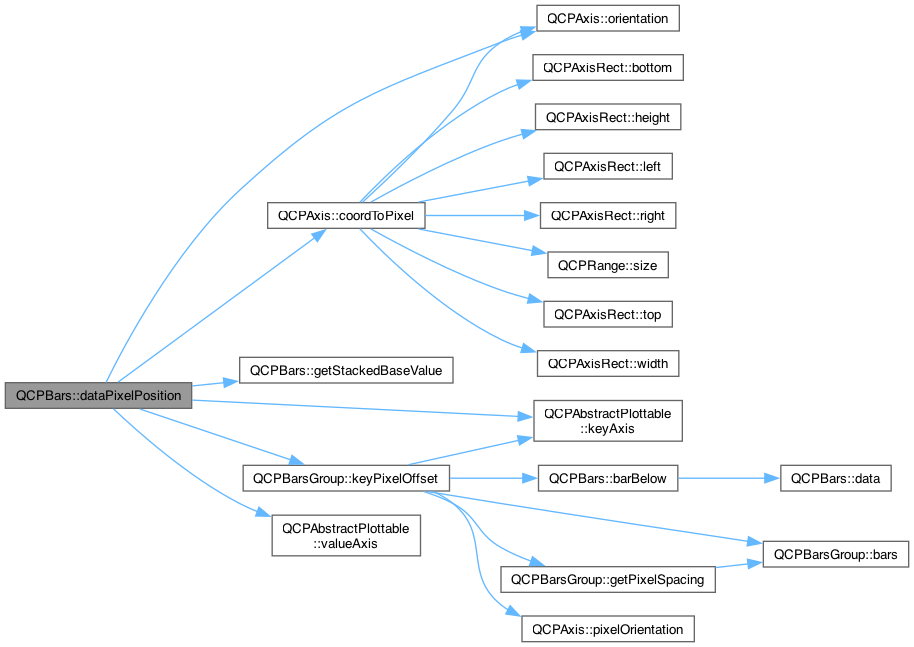 QCPAxis::orientation
QCPAxisRect::bottom
QCPAxisRect::height
QCPAxisRect::left
QCPAxis::coordToPixel
QCPAxisRect::right
QCPRange::size
QCPAxisRect::top
QCPAxisRect::width
QCPBars::getStackedBaseValue
QCPBars::dataPixelPosition
QCPAbstractPlottable
::keyAxis
QCPBarsGroup::keyPixelOffset
QCPBars::barBelow
QCPBars::data
QCPAbstractPlottable
::valueAxis
QCPBarsGroup::bars
QCPBarsGroup::getPixelSpacing
QCPAxis::pixelOrientation